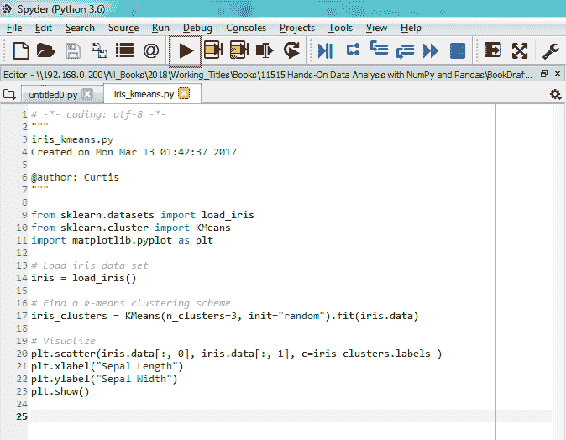 Spyder (Python 3.6)
File Edit Search Source Run Debug Consoles Projects Tools View Help
Editor - \\192.168.0.200\All_Books\2018\Working_Titles\Books\11515 Hands-On Data Analysis with NumPy and Pandas\BookDraf...
untitled0.py
iris_kmeans.py
1 # -*- coding: utf-8 -*-
2 """
3 iris_kmeans.py
4 Created on Mon Mar 13 01:42:37 2017
5
6 @author: Curtis
7 """
8
9 from sklearn.datasets import load_iris
10 from sklearn.cluster import KMeans
11 import matplotlib.pyplot as plt
12
13 # Load iris data set
14 iris = load_iris()
15
16 # Find a k-means clustering scheme
17 iris_clusters = KMeans(n_clusters=3, init="random").fit(iris.data)
18
19 # Visualize
20 plt.scatter(iris.data[:, 0], iris.data[:, 1], c=iris_clusters.labels_)
21 plt.xlabel("Sepal Length")
22 plt.ylabel("Sepal Width")
23 plt.show()
24
25